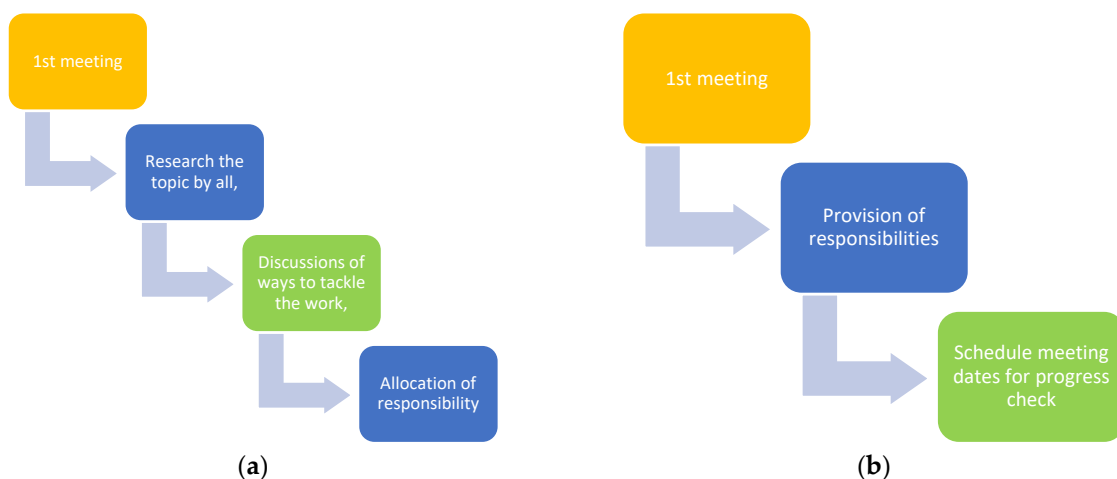 1st meeting
Research the
topic by all,
Discussions of
ways to tackle
the work,
Allocation of
responsibility
(a)
1st meeting
Provision of
responsibilities
Schedule meeting
dates for progress
check
(b)